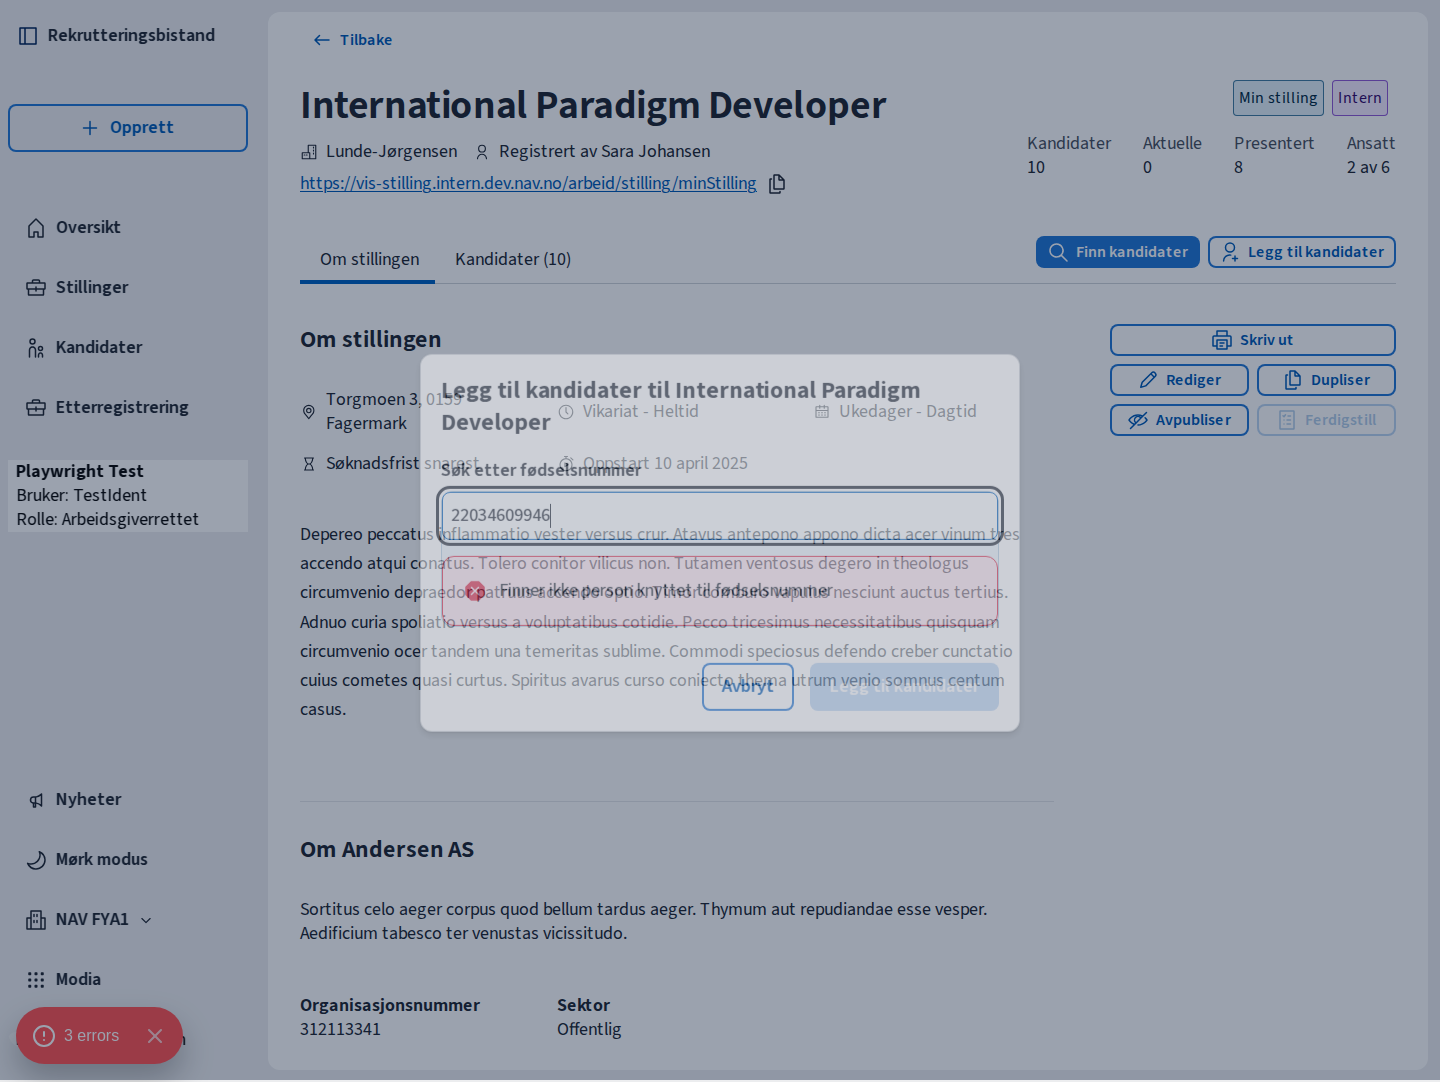 Rekrutteringsbistand
Opprett
Oversikt
Stillinger
Kandidater
Etterregistrering
Playwright Test
Bruker: TestIdent
Rolle: Arbeidsgiverrettet
Nyheter
Mørk modus
NAV FYA1
Media
3 errors
Tilbake
International Paradigm Developer
Min stilling
Intern
Lunde-Jørgensen
Registrert av Sara Johansen
https://vis-stilling.intern.dev.nav.no/arbeid/stilling/minStilling
Kandidater
10
Aktuelle
0
Presentert
8
Ansatt
2 av 6
Om stillingen
Kandidater (10)
Finn kandidater
Legg til kandidater
Om stillingen
Skriv ut
Rediger
Dupliser
Avpubliser
Ferdigstill
Torgmoen 3, 0159
Fagermark
Vikariat - Heltid
Ukedager - Dagtid
Søknadsfrist snarest
Oppstart 10 april 2025
Legg til kandidater til International Paradigm
Developer
Søk etter fødselsnummer
22034609946
Finner ikke person knyttet til fødselsnummer
Avbryt
Legg til kandidater
Depereo peccatus inflammatio vester versus crur. Atavus antepono appono dicta acer vinum tres
accendo atqui conatus. Tolero conitor vilicus non. Tutamen ventosus degero in theologus
circumvenio depraedor patruus accendo optio. Timor comburo vapulus nesciunt auctus tertius.
Adnuo curia spoliatio versus a voluptatibus cotidie. Pecco tricesimus necessitatibus quisquam
circumvenio ocer tandem una temeritas sublime. Commodi speciosus defendo creber cunctatio
cuius cometes quasi curtus. Spiritus avarus curso coniecto thema utrum venio somnus centum
casus.
Om Andersen AS
Sortitus celo aeger corpus quod bellum tardus aeger. Thymum aut repudiandae esse vesper.
Aedificium tabesco ter venustas vicissitudo.
Organisasjonsnummer
312113341
Sektor
Offentlig